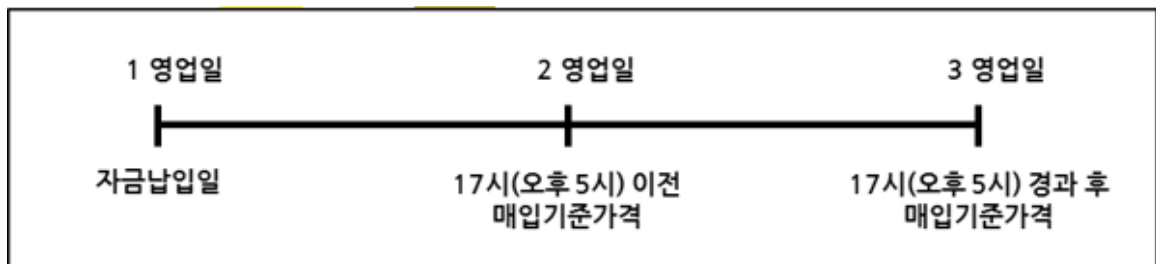 1 영업일
2 영업일
3 영업일
자금납입일
17시(오후 5시) 이전
매입기준가격
17시(오후 5시) 경과 후
매입기준가격